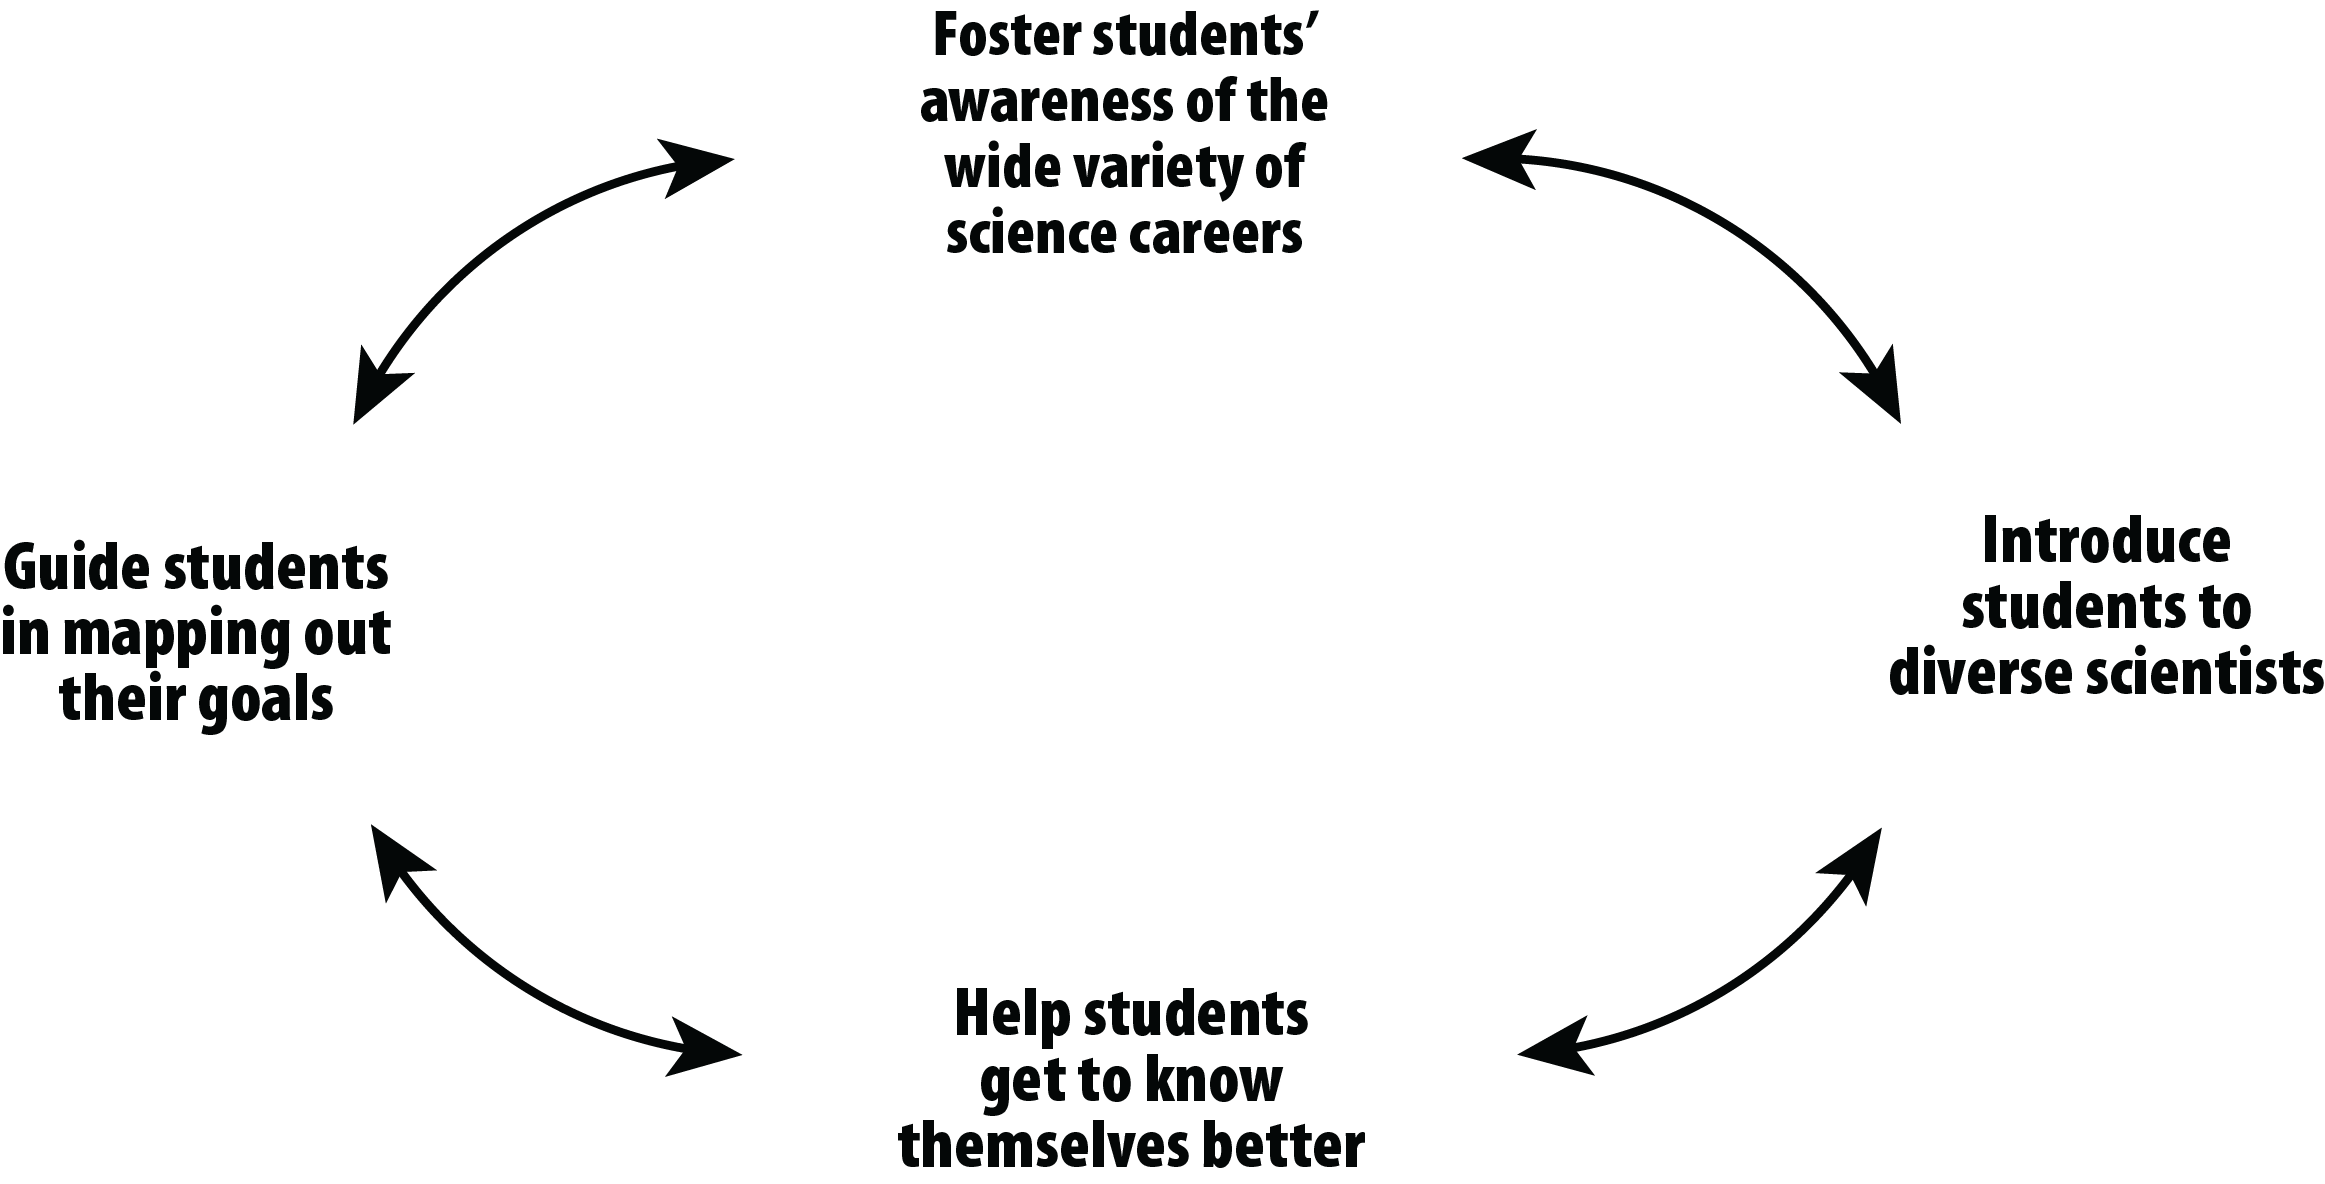 Foster students’
awareness of the
wide variety of
science careers
Guide students
in mapping out
their goals
Introduce
students to
diverse scientists
Help students
get to know
themselves better